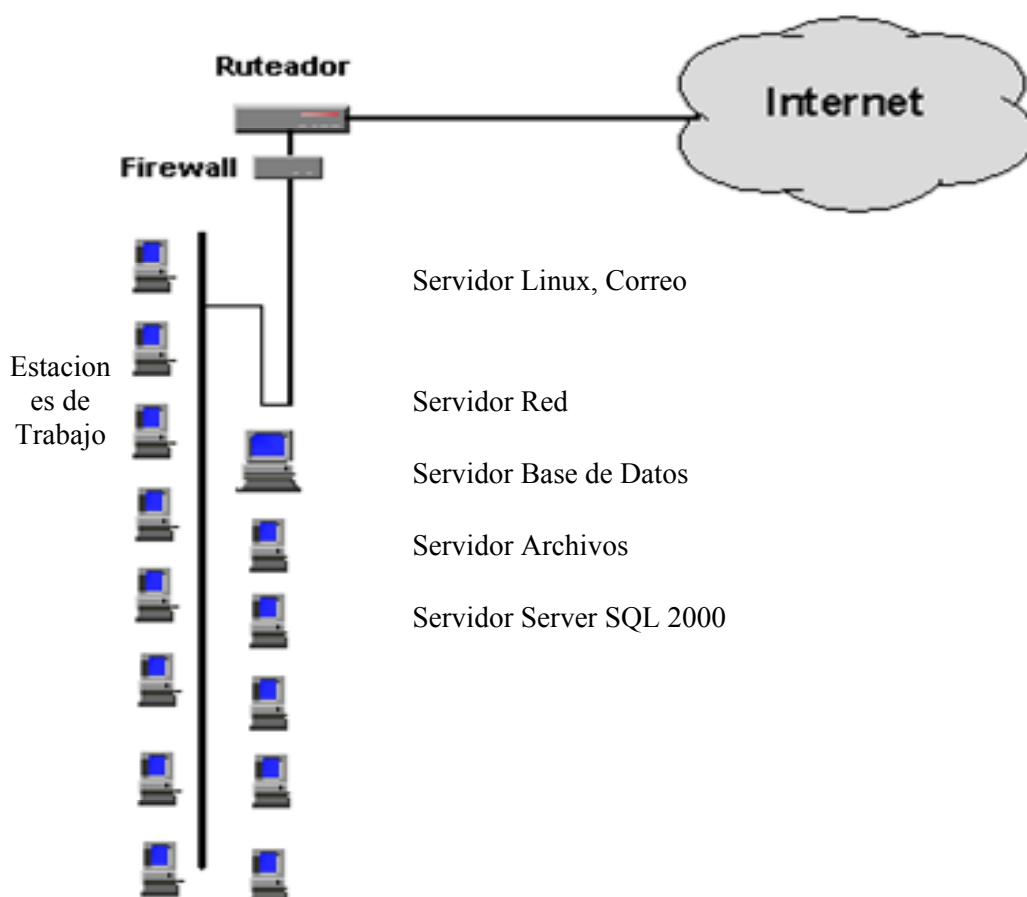 Ruteador
Internet
Firewall
Servidor Linux, Correo
Estacion
es de
Trabajo
Servidor Red
Servidor Base de Datos
Servidor Archivos
Servidor Server SQL 2000